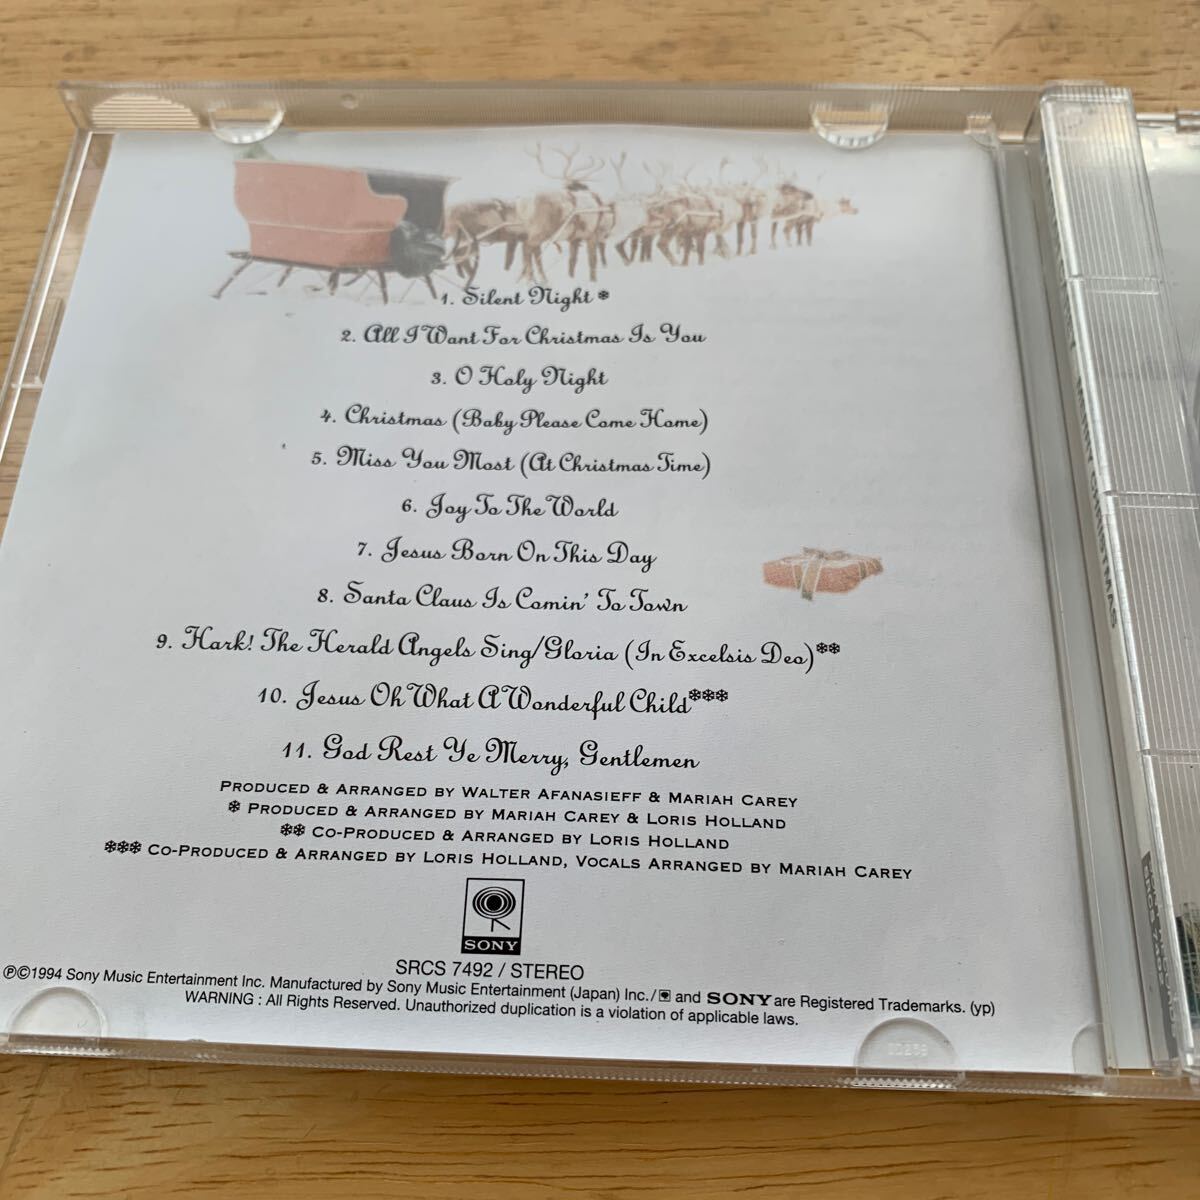 1. Silent Night❄
2. All I Want For Christmas Is You
3. O Holy Night
4. Christmas (Baby Please Come Home)
5. Miss You Most (At Christmas Time)
6. Joy To The World
7. Jesus Born On This Day
8. Santa Claus Is Comin' To Town
9. Hark! The Herald Angels Sing/Gloria (In Excelsis Deo)❄❄
10. Jesus Oh What A Wonderful Child❄❄❄
11. God Rest Ye Merry, Gentlemen
PRODUCED & ARRANGED BY WALTER AFANASIEFF & MARIAH CAREY
❄ PRODUCED & ARRANGED BY MARIAH CAREY & LORIS HOLLAND
❄❄ CO-PRODUCED & ARRANGED BY LORIS HOLLAND
❄❄❄ CO-PRODUCED & ARRANGED BY LORIS HOLLAND, VOCALS ARRANGED BY MARIAH CAREY
SONY
SRCS 7492 / STEREO
℗©1994 Sony Music Entertainment Inc. Manufactured by Sony Music Entertainment (Japan) Inc./ and SONY are Registered Trademarks. (yp)
WARNING : All Rights Reserved. Unauthorized duplication is a violation of applicable laws.
MERRY CHRISTMAS